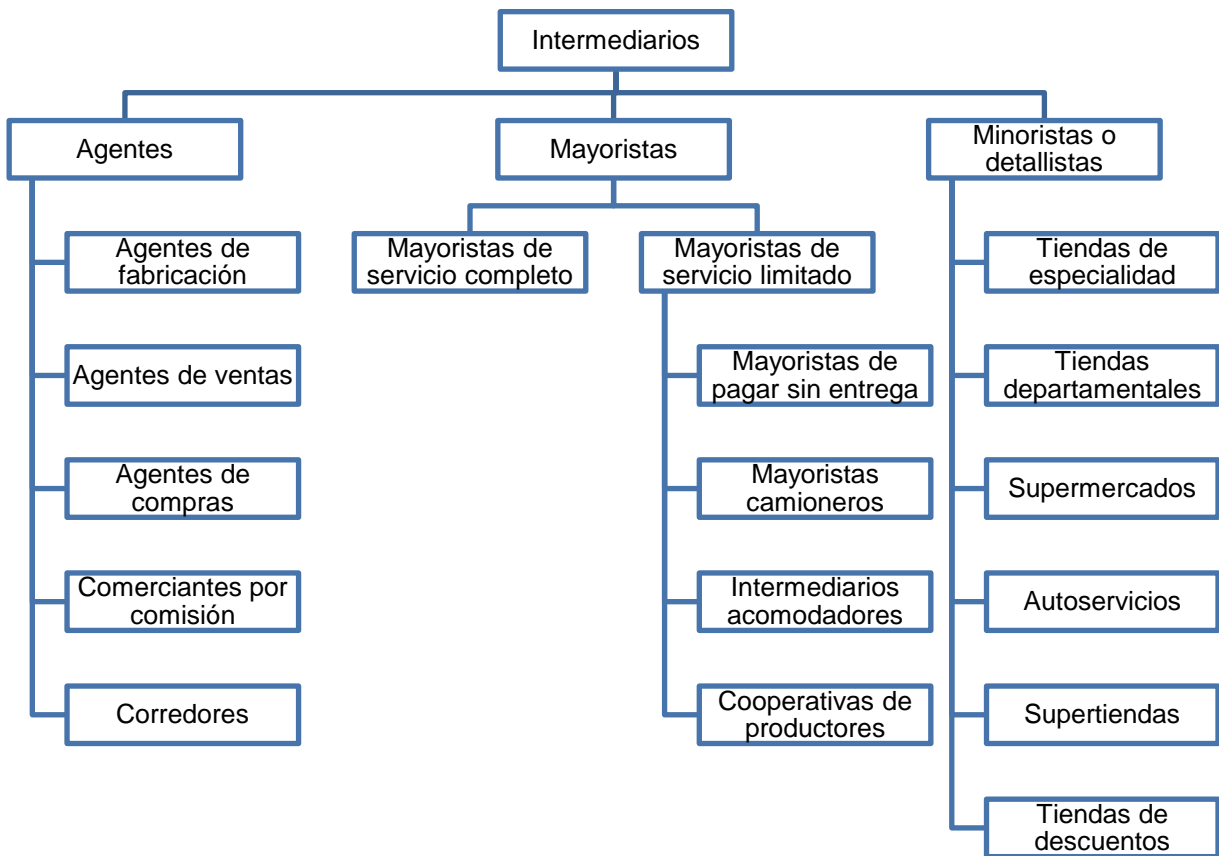 Intermediarios
Agentes
Agentes de
fabricación
Agentes de ventas
Agentes de
compras
Comerciantes por
comisión
Corredores
Mayoristas
Mayoristas de
servicio completo
Mayoristas de
servicio limitado
Mayoristas de
pagar sin entrega
Mayoristas
camioneros
Intermediarios
acomodadores
Cooperativas de
productores
Minoristas o
detallistas
Tiendas de
especialidad
Tiendas
departamentales
Supermercados
Autoservicios
Supertiendas
Tiendas de
descuentos